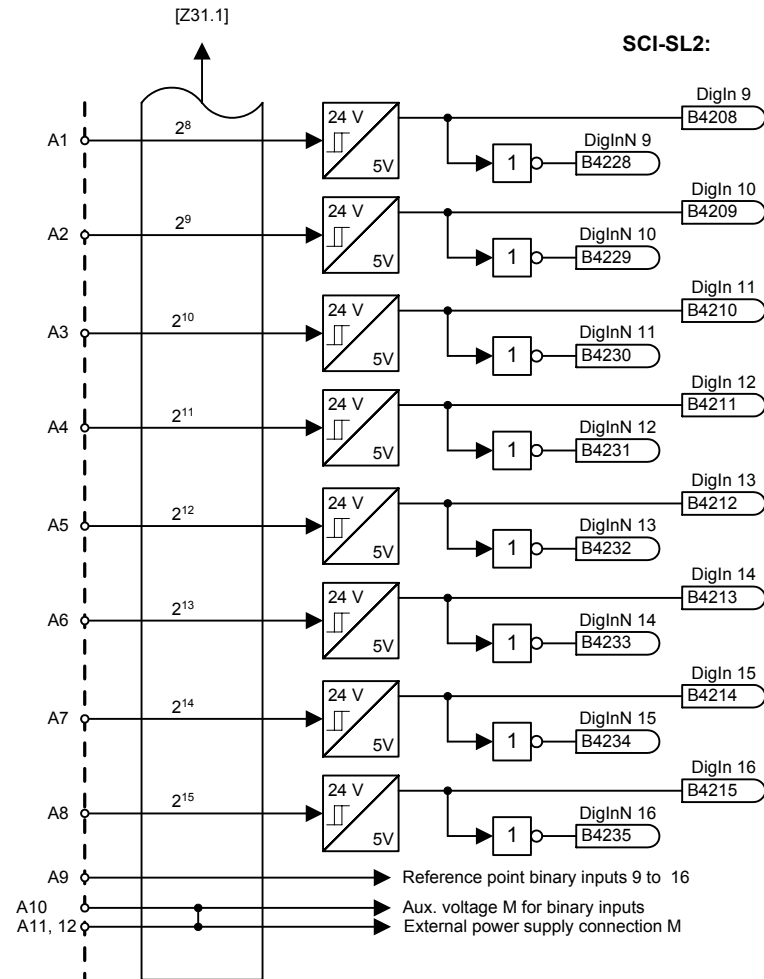 [Z31.1]
SCI-SL2:
DigIn 9
A1 2⁸ 24 V 5V B4208
DigInN 9
1 B4228
DigIn 10
A2 2⁹ 24 V 5V B4209
DigInN 10
1 B4229
DigIn 11
A3 2¹⁰ 24 V 5V B4210
DigInN 11
1 B4230
DigIn 12
A4 2¹¹ 24 V 5V B4211
DigInN 12
1 B4231
DigIn 13
A5 2¹² 24 V 5V B4212
DigInN 13
1 B4232
DigIn 14
A6 2¹³ 24 V 5V B4213
DigInN 14
1 B4233
DigIn 15
A7 2¹⁴ 24 V 5V B4214
DigInN 15
1 B4234
DigIn 16
A8 2¹⁵ 24 V 5V B4215
DigInN 16
1 B4235
A9 Reference point binary inputs 9 to 16
A10 Aux. voltage M for binary inputs
A11, 12 External power supply connection M